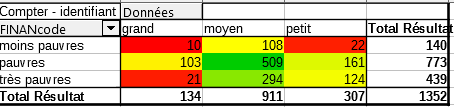 Compter - identifiant Données
FINANcode grand moyen petit Total Résultat
moins pauvres 10 108 22 140
pauvres 103 509 161 773
très pauvres 21 294 124 439
Total Résultat 134 911 307 1352